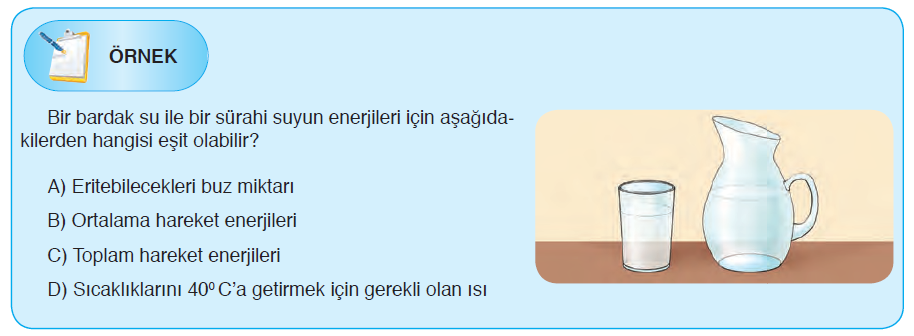 ÖRNEK
Bir bardak su ile bir sürahi suyun enerjileri için aşağıda-
kilerden hangisi eşit olabilir?
A) Eritebilecekleri buz miktarı
B) Ortalama hareket enerjileri
C) Toplam hareket enerjileri
D) Sıcaklıklarını 40⁰ C'a getirmek için gerekli olan ısı